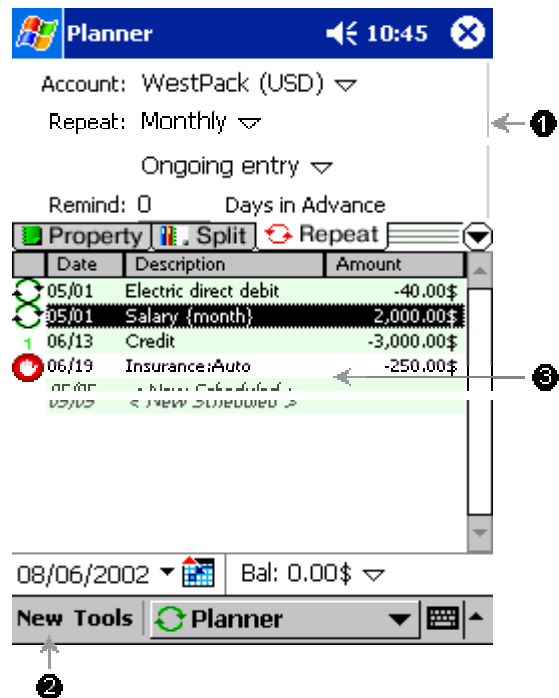 Planner 10:45
Account: WestPack (USD)
Repeat: Monthly
1
Ongoing entry
Remind: 0 Days in Advance
Property Split Repeat
Date Description Amount
05/01 Electric direct debit -40.00$
05/01 Salary {month} 2,000.00$
1 06/13 Credit -3,000.00$
06/19 Insurance:Auto -250.00$
3
< New Scheduled >
08/06/2002 Bal: 0.00$
New Tools Planner
2